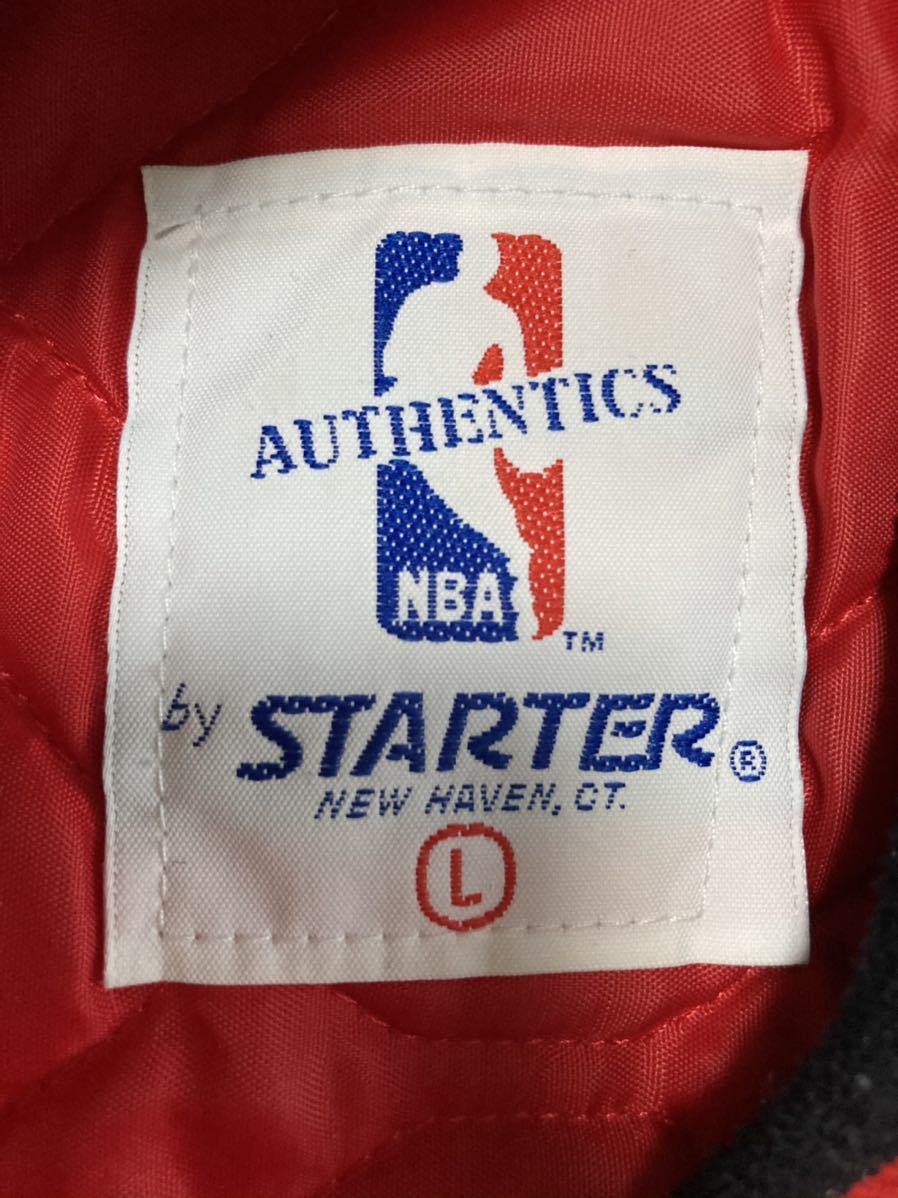 AUTHENTICS
NBA
TM
by STARTER®
NEW HAVEN, CT.
L